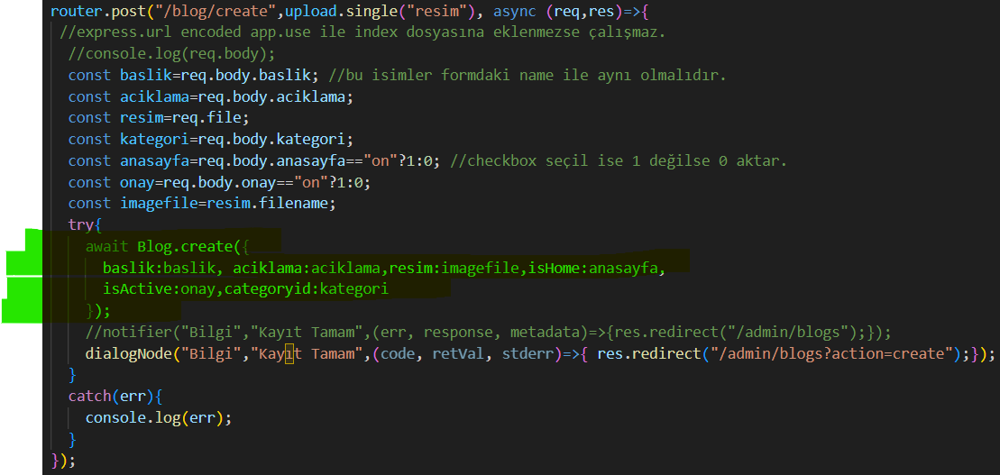 router.post("/blog/create",upload.single("resim"), async (req,res)=>{
//express.url encoded app.use ile index dosyasına eklenmezse çalışmaz.
//console.log(req.body);
const baslik=req.body.baslik; //bu isimler formdaki name ile aynı olmalıdır.
const aciklama=req.body.aciklama;
const resim=req.file;
const kategori=req.body.kategori;
const anasayfa=req.body.anasayfa=="on"?1:0; //checkbox seçil ise 1 değilse 0 aktar.
const onay=req.body.onay=="on"?1:0;
const imagefile=resim.filename;
try{
await Blog.create({
baslik:baslik, aciklama:aciklama,resim:imagefile,isHome:anasayfa,
isActive:onay,categoryid:kategori
});
//notifier("Bilgi","Kayıt Tamam",(err, response, metadata)=>{res.redirect("/admin/blogs");});
dialogNode("Bilgi","Kayıt Tamam",(code, retVal, stderr)=>{ res.redirect("/admin/blogs?action=create");});
}
catch(err){
console.log(err);
}
});